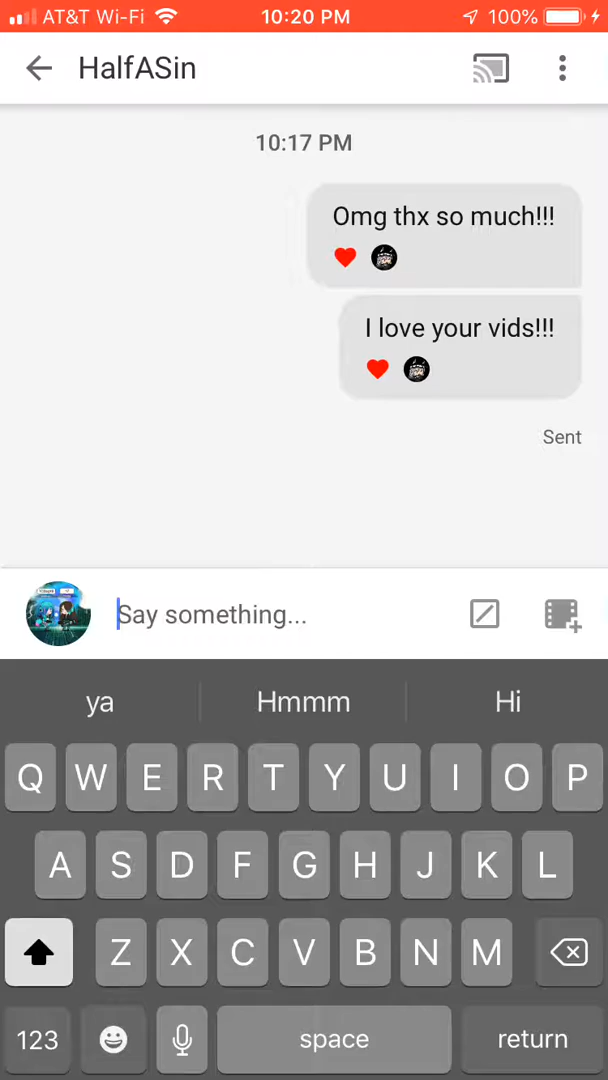 AT&T Wi-Fi 10:20 PM 100%
HalfASin
10:17 PM
Omg thx so much!!!
I love your vids!!!
Sent
Say something...
ya Hmmm Hi
Q W E R T Y U I O P
A S D F G H J K L
Z X C V B N M
123 space return